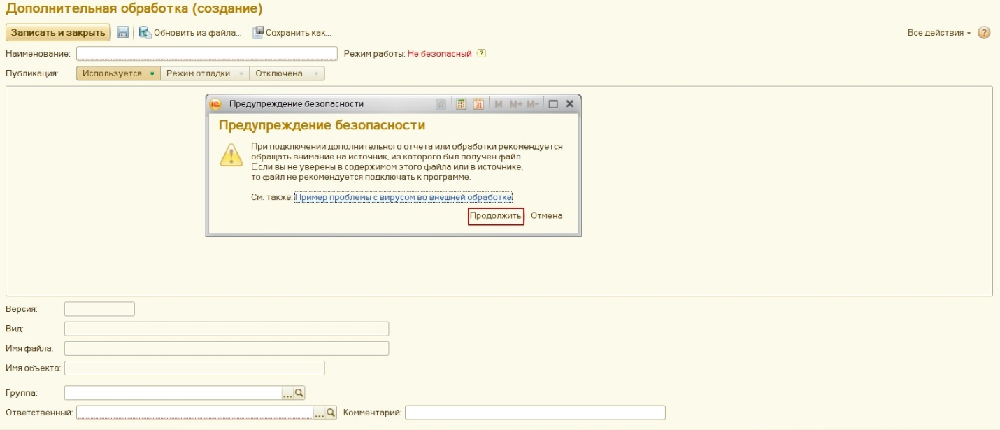 Дополнительная обработка (создание)
Записать и закрыть Обновить из файла... Сохранить как... Все действия ?
Наименование: Режим работы: Не безопасный ?
Публикация: Используется Режим отладки Отключена
1С Предупреждение безопасности 31 M M+ M-
Предупреждение безопасности
При подключении дополнительного отчета или обработки рекомендуется
обращать внимание на источник, из которого был получен файл.
Если вы не уверены в содержимом этого файла или в источнике,
то файл не рекомендуется подключать к программе.
См. также: Пример проблемы с вирусом во внешней обработке.
Продолжить Отмена
Версия:
Вид:
Имя файла:
Имя объекта:
Группа: ...
Ответственный: ... Комментарий: